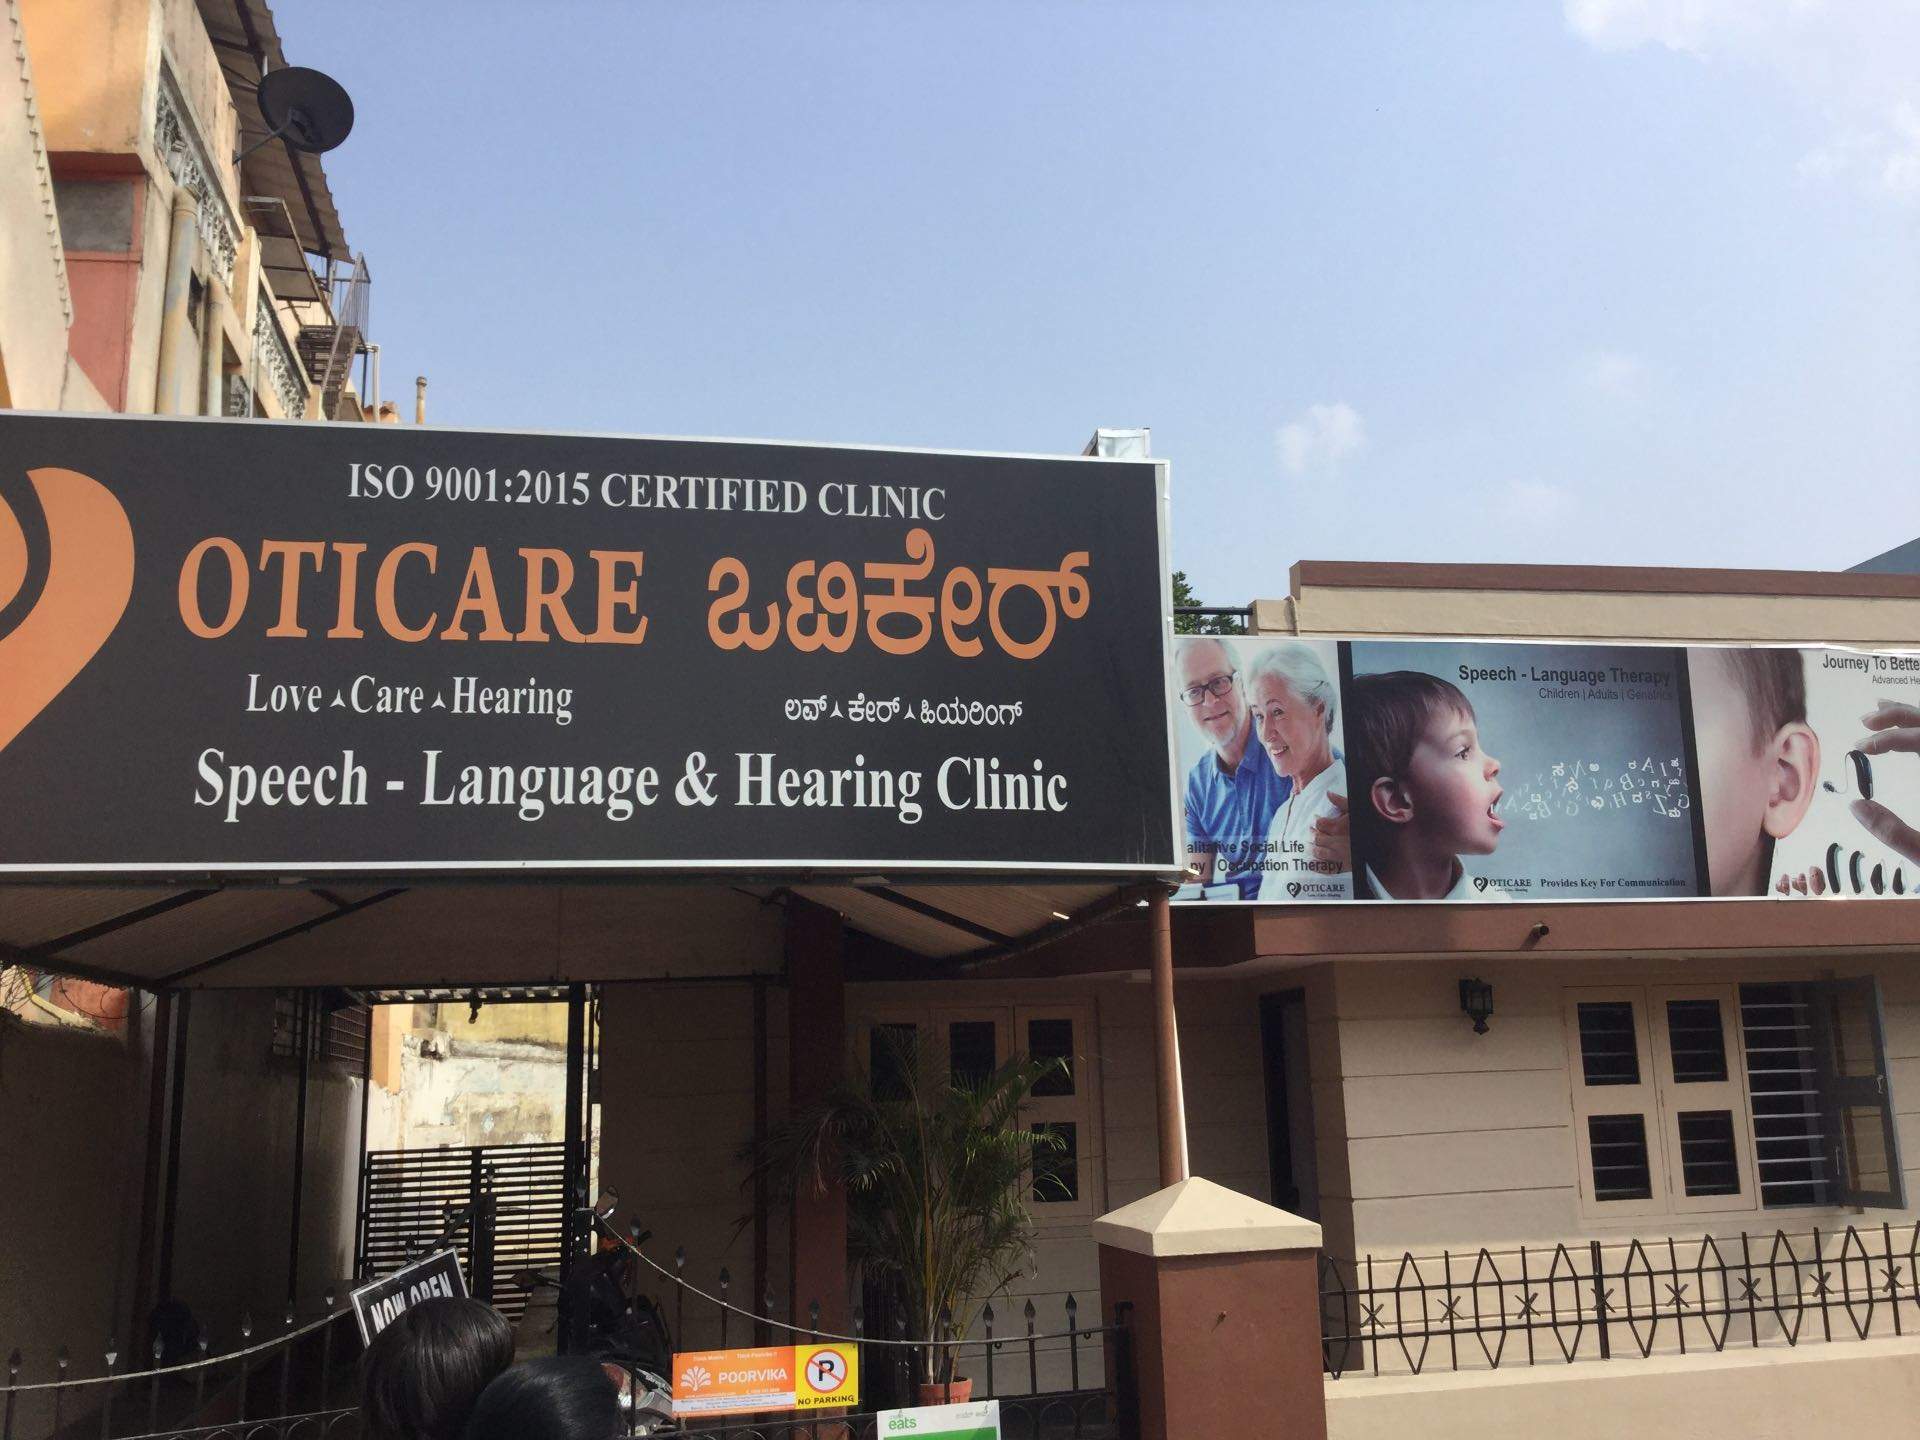 ISO 9001:2015 CERTIFIED CLINIC
OTICARE ಒಟಿಕೇರ್
Love Care Hearing
ಲವ್ ಕೇರ್ ಹಿಯರಿಂಗ್
Speech - Language & Hearing Clinic
Social Life
Occupation Therapy
OTICARE
Speech - Language Therapy
Children | Adults | Geriatrics
OTICARE Provides Key For Communication
Journey To Bette
Advanced He
NOW OPEN
POORVIKA
NO PARKING
eats